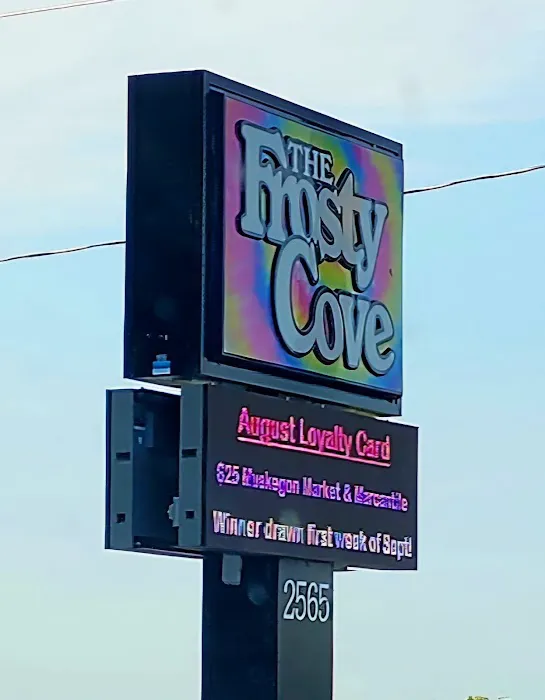 THE
Frosty
Cove
August Loyalty Card
$25 Muskegon Market & Mercantile
Winner drawn first week of Sept!
2565